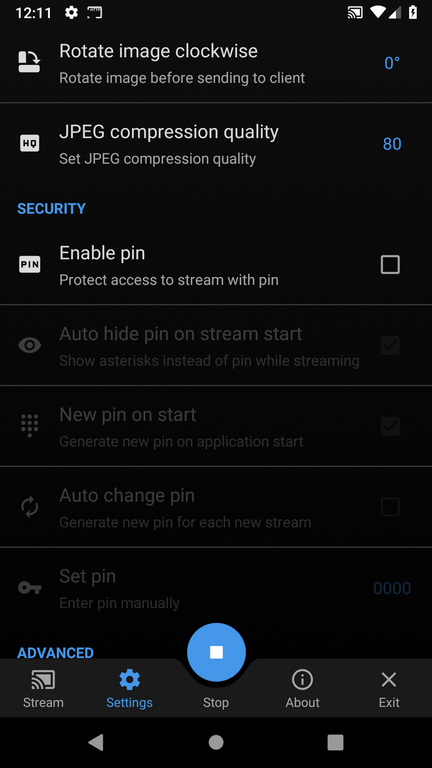 12:11
Rotate image clockwise
0°
Rotate image before sending to client
HQ
JPEG compression quality
80
Set JPEG compression quality
SECURITY
PIN
Enable pin
Protect access to stream with pin
Auto hide pin on stream start
Show asterisks instead of pin while streaming
New pin on start
Generate new pin on application start
Auto change pin
Generate new pin for each new stream
Set pin
0000
Enter pin manually
ADVANCED
Stream
Settings
Stop
About
Exit